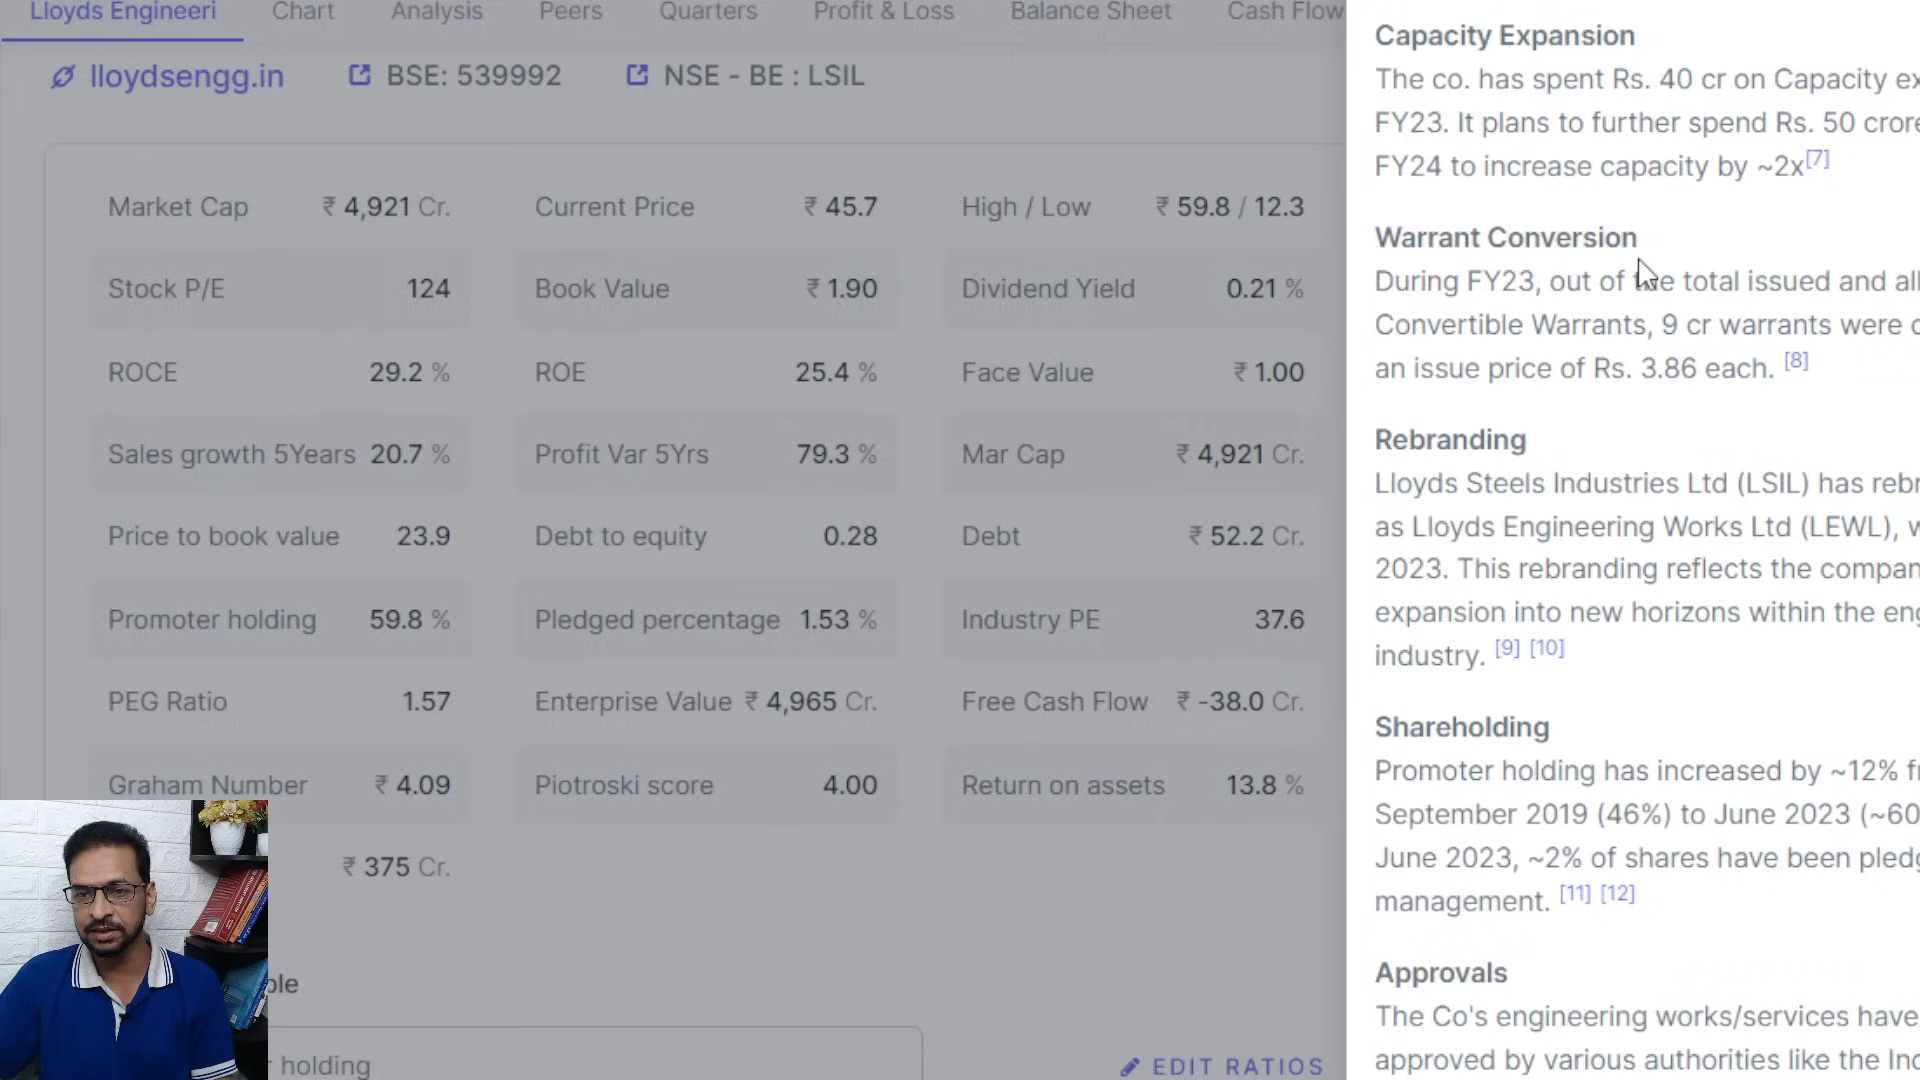 Lloyds Engineeri Chart Analysis Peers Quarters Profit & Loss Balance Sheet Cash Flow
lloydsengg.in BSE: 539992 NSE - BE : LSIL
Market Cap ₹ 4,921 Cr. Current Price ₹ 45.7 High / Low ₹ 59.8 / 12.3
Stock P/E 124 Book Value ₹ 1.90 Dividend Yield 0.21 %
ROCE 29.2 % ROE 25.4 % Face Value ₹ 1.00
Sales growth 5Years 20.7 % Profit Var 5Yrs 79.3 % Mar Cap ₹ 4,921 Cr.
Price to book value 23.9 Debt to equity 0.28 Debt ₹ 52.2 Cr.
Promoter holding 59.8 % Pledged percentage 1.53 % Industry PE 37.6
PEG Ratio 1.57 Enterprise Value ₹ 4,965 Cr. Free Cash Flow ₹ -38.0 Cr.
Graham Number ₹ 4.09 Piotroski score 4.00 Return on assets 13.8 %
₹ 375 Cr.
holding
EDIT RATIOS
Capacity Expansion
The co. has spent Rs. 40 cr on Capacity ex
FY23. It plans to further spend Rs. 50 crore
FY24 to increase capacity by ~2x[7]
Warrant Conversion
During FY23, out of the total issued and all
Convertible Warrants, 9 cr warrants were
an issue price of Rs. 3.86 each. [8]
Rebranding
Lloyds Steels Industries Ltd (LSIL) has rebr
as Lloyds Engineering Works Ltd (LEWL), w
2023. This rebranding reflects the compan
expansion into new horizons within the eng
industry. [9] [10]
Shareholding
Promoter holding has increased by ~12% fr
September 2019 (46%) to June 2023 (~60
June 2023, ~2% of shares have been pledg
management. [11] [12]
Approvals
The Co's engineering works/services have
approved by various authorities like the Inc